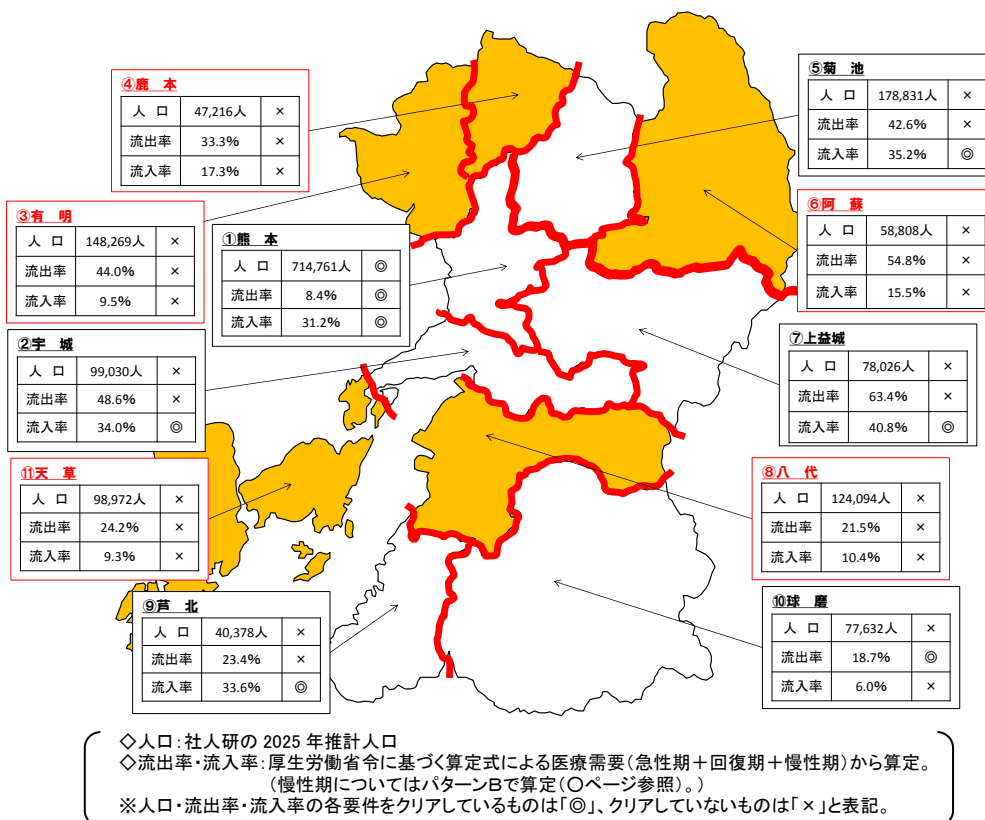 ④鹿 本
人 口 47,216人 ×
流出率 33.3% ×
流入率 17.3% ×
⑤菊 池
人 口 178,831人 ×
流出率 42.6% ×
流入率 35.2% ◎
③有 明
人 口 148,269人 ×
流出率 44.0% ×
流入率 9.5% ×
①熊 本
人 口 714,761人 ◎
流出率 8.4% ◎
流入率 31.2% ◎
⑥阿 蘇
人 口 58,808人 ×
流出率 54.8% ×
流入率 15.5% ×
②宇 城
人 口 99,030人 ×
流出率 48.6% ×
流入率 34.0% ◎
⑦上益城
人 口 78,026人 ×
流出率 63.4% ×
流入率 40.8% ◎
⑪天 草
人 口 98,972人 ×
流出率 24.2% ×
流入率 9.3% ×
⑧八 代
人 口 124,094人 ×
流出率 21.5% ×
流入率 10.4% ×
⑨芦 北
人 口 40,378人 ×
流出率 23.4% ×
流入率 33.6% ◎
⑩球 磨
人 口 77,632人 ×
流出率 18.7% ◎
流入率 6.0% ×
◇人口：社人研の 2025 年推計人口
◇流出率・流入率：厚生労働省令に基づく算定式による医療需要（急性期＋回復期＋慢性期）から算定。
（慢性期についてはパターンＢで算定（○ページ参照）。）
※人口・流出率・流入率の各要件をクリアしているものは「◎」、クリアしていないものは「×」と表記。